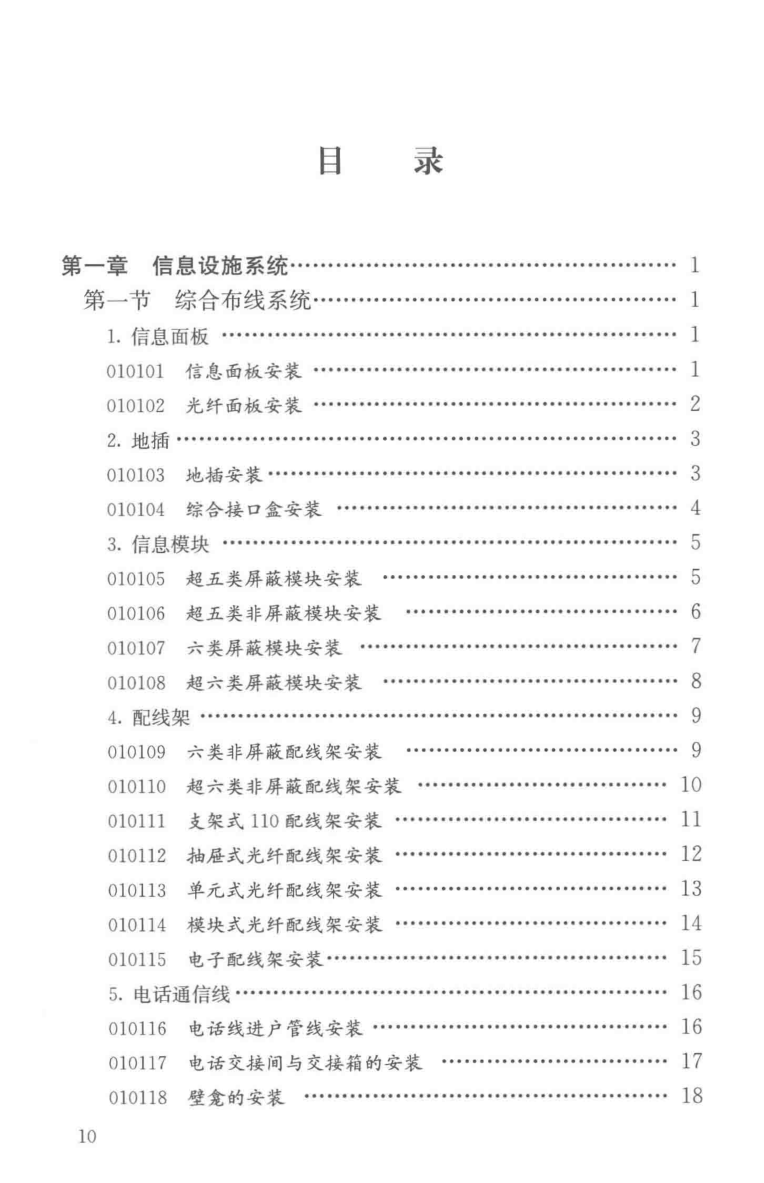 目 录
第一章 信息设施系统…………………………………… 1
第一节 综合布线系统………………………………… 1
1. 信息面板 ………………………………………… 1
010101 信息面板安装 ………………………………… 1
010102 光纤面板安装 ………………………………… 2
2. 地插……………………………………………… 3
010103 地插安装……………………………………… 3
010104 综合接口盒安装 ……………………………… 4
3. 信息模块 ………………………………………… 5
010105 超五类屏蔽模块安装 ………………………… 5
010106 超五类非屏蔽模块安装 ……………………… 6
010107 六类屏蔽模块安装 …………………………… 7
010108 超六类屏蔽模块安装 ………………………… 8
4. 配线架 …………………………………………… 9
010109 六类非屏蔽配线架安装 ……………………… 9
010110 超六类非屏蔽配线架安装 …………………… 10
010111 支架式 110 配线架安装 ……………………… 11
010112 抽屉式光纤配线架安装 ……………………… 12
010113 单元式光纤配线架安装 ……………………… 13
010114 模块式光纤配线架安装 ……………………… 14
010115 电子配线架安装……………………………… 15
5. 电话通信线……………………………………… 16
010116 电话线进户管线安装 ………………………… 16
010117 电话交接间与交接箱的安装 ………………… 17
010118 壁龛的安装 ………………………………… 18
10